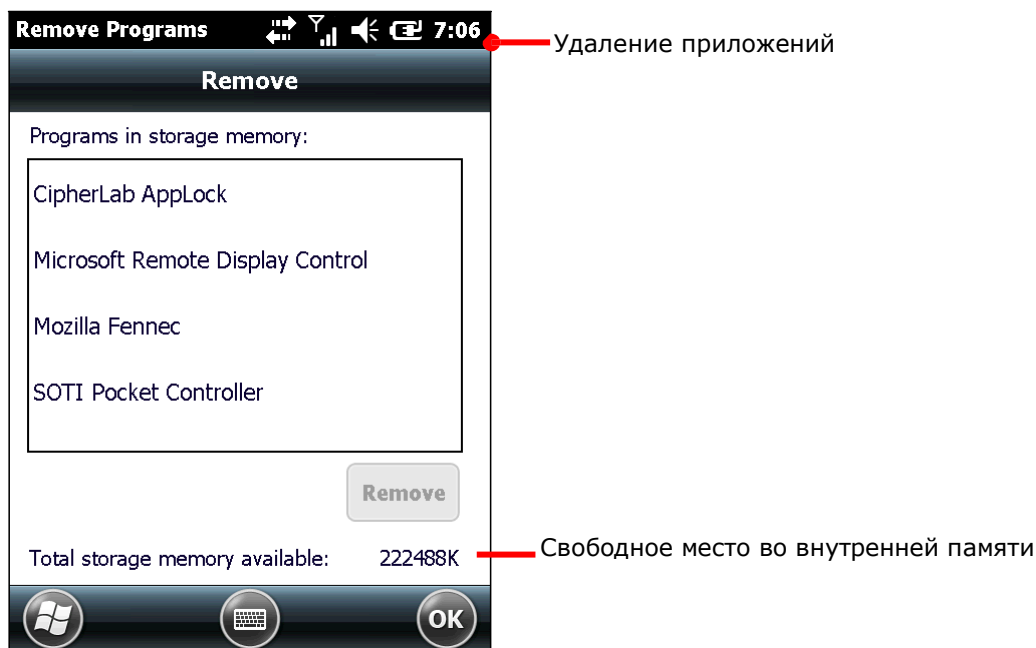 Remove Programs 7:06
Удаление приложений
Remove
Programs in storage memory:
CipherLab AppLock
Microsoft Remote Display Control
Mozilla Fennec
SOTI Pocket Controller
Remove
Total storage memory available: 222488K
Свободное место во внутренней памяти
OK